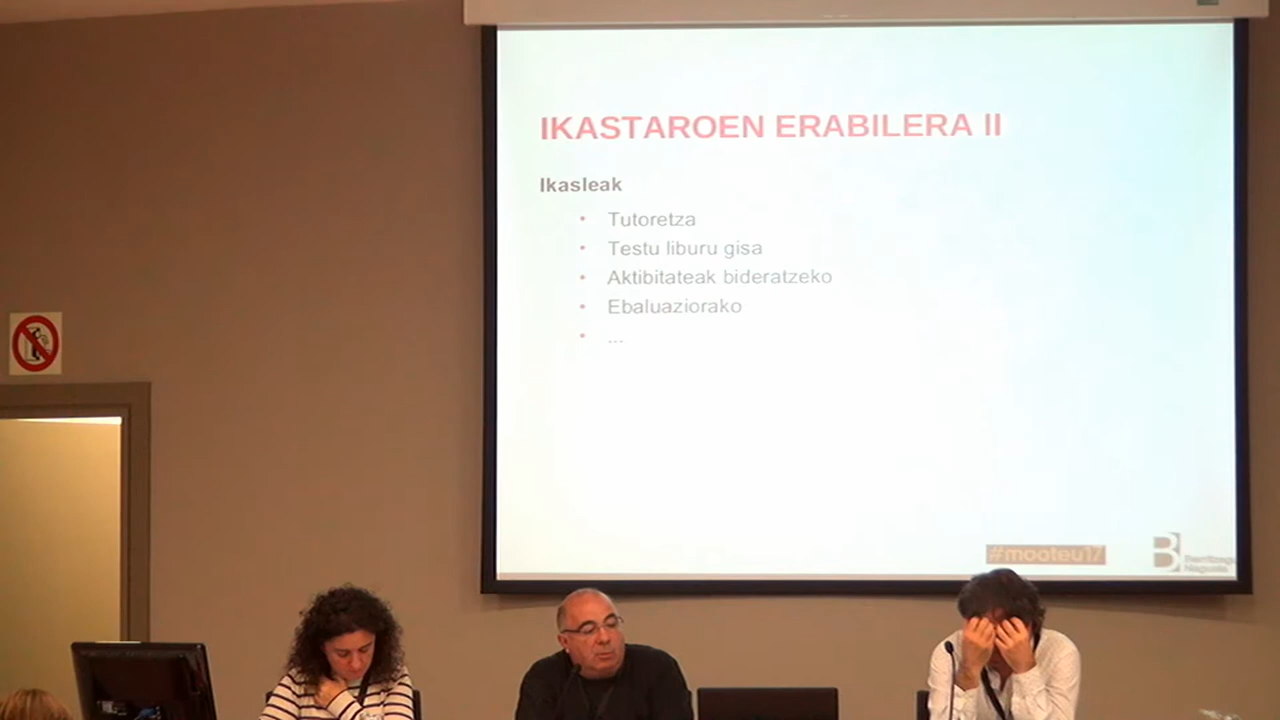 IKASTAROEN ERABILERA II
Ikasleak
• Tutoretza
• Testu liburu gisa
• Aktibitateak bideratzeko
• Ebaluaziorako
• ...
#mooteu17
B